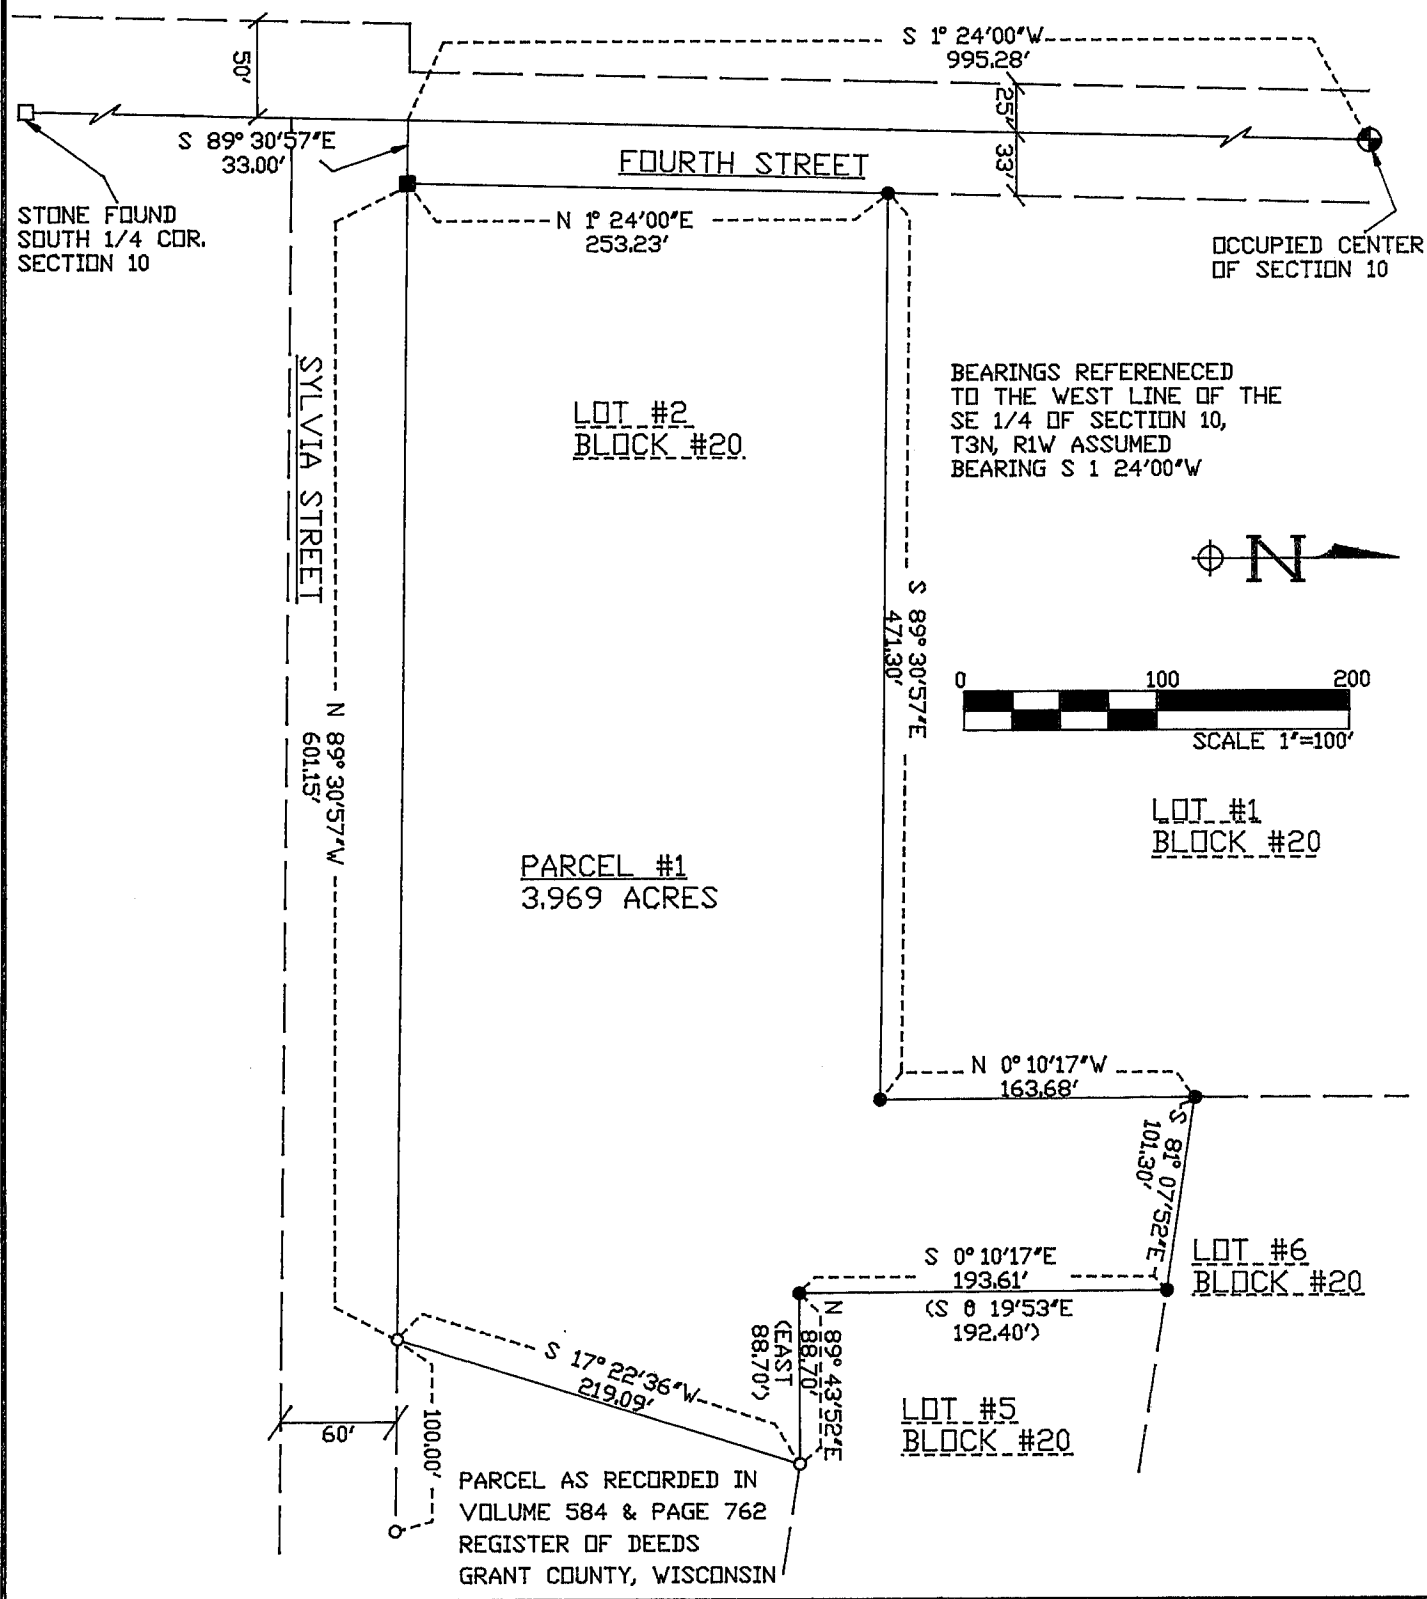 S 1° 24'00"W
995.28'
50'
25'
33'
S 89° 30'57"E
33.00'
FOURTH STREET
STONE FOUND
SOUTH 1/4 COR.
SECTION 10
N 1° 24'00"E
253.23'
OCCUPIED CENTER
OF SECTION 10
SYLVIA STREET
LOT #2
BLOCK #20
BEARINGS REFERENECED
TO THE WEST LINE OF THE
SE 1/4 OF SECTION 10,
T3N, R1W ASSUMED
BEARING S 1 24'00"W
N
S 89° 30'57"E
471.30'
0 100 200
SCALE 1"=100'
N 89° 30'57"W
601.15'
LOT #1
BLOCK #20
PARCEL #1
3.969 ACRES
N 0° 10'17"W
163.68'
S 81° 07'52"E
101.30'
S 0° 10'17"E
193.61'
(S 0 19'53"E
192.40')
LOT #6
BLOCK #20
N 89° 43'52"E
88.70'
(EAST
88.70')
S 17° 22'36"W
219.09'
LOT #5
BLOCK #20
60'
100.00'
PARCEL AS RECORDED IN
VOLUME 584 & PAGE 762
REGISTER OF DEEDS
GRANT COUNTY, WISCONSIN